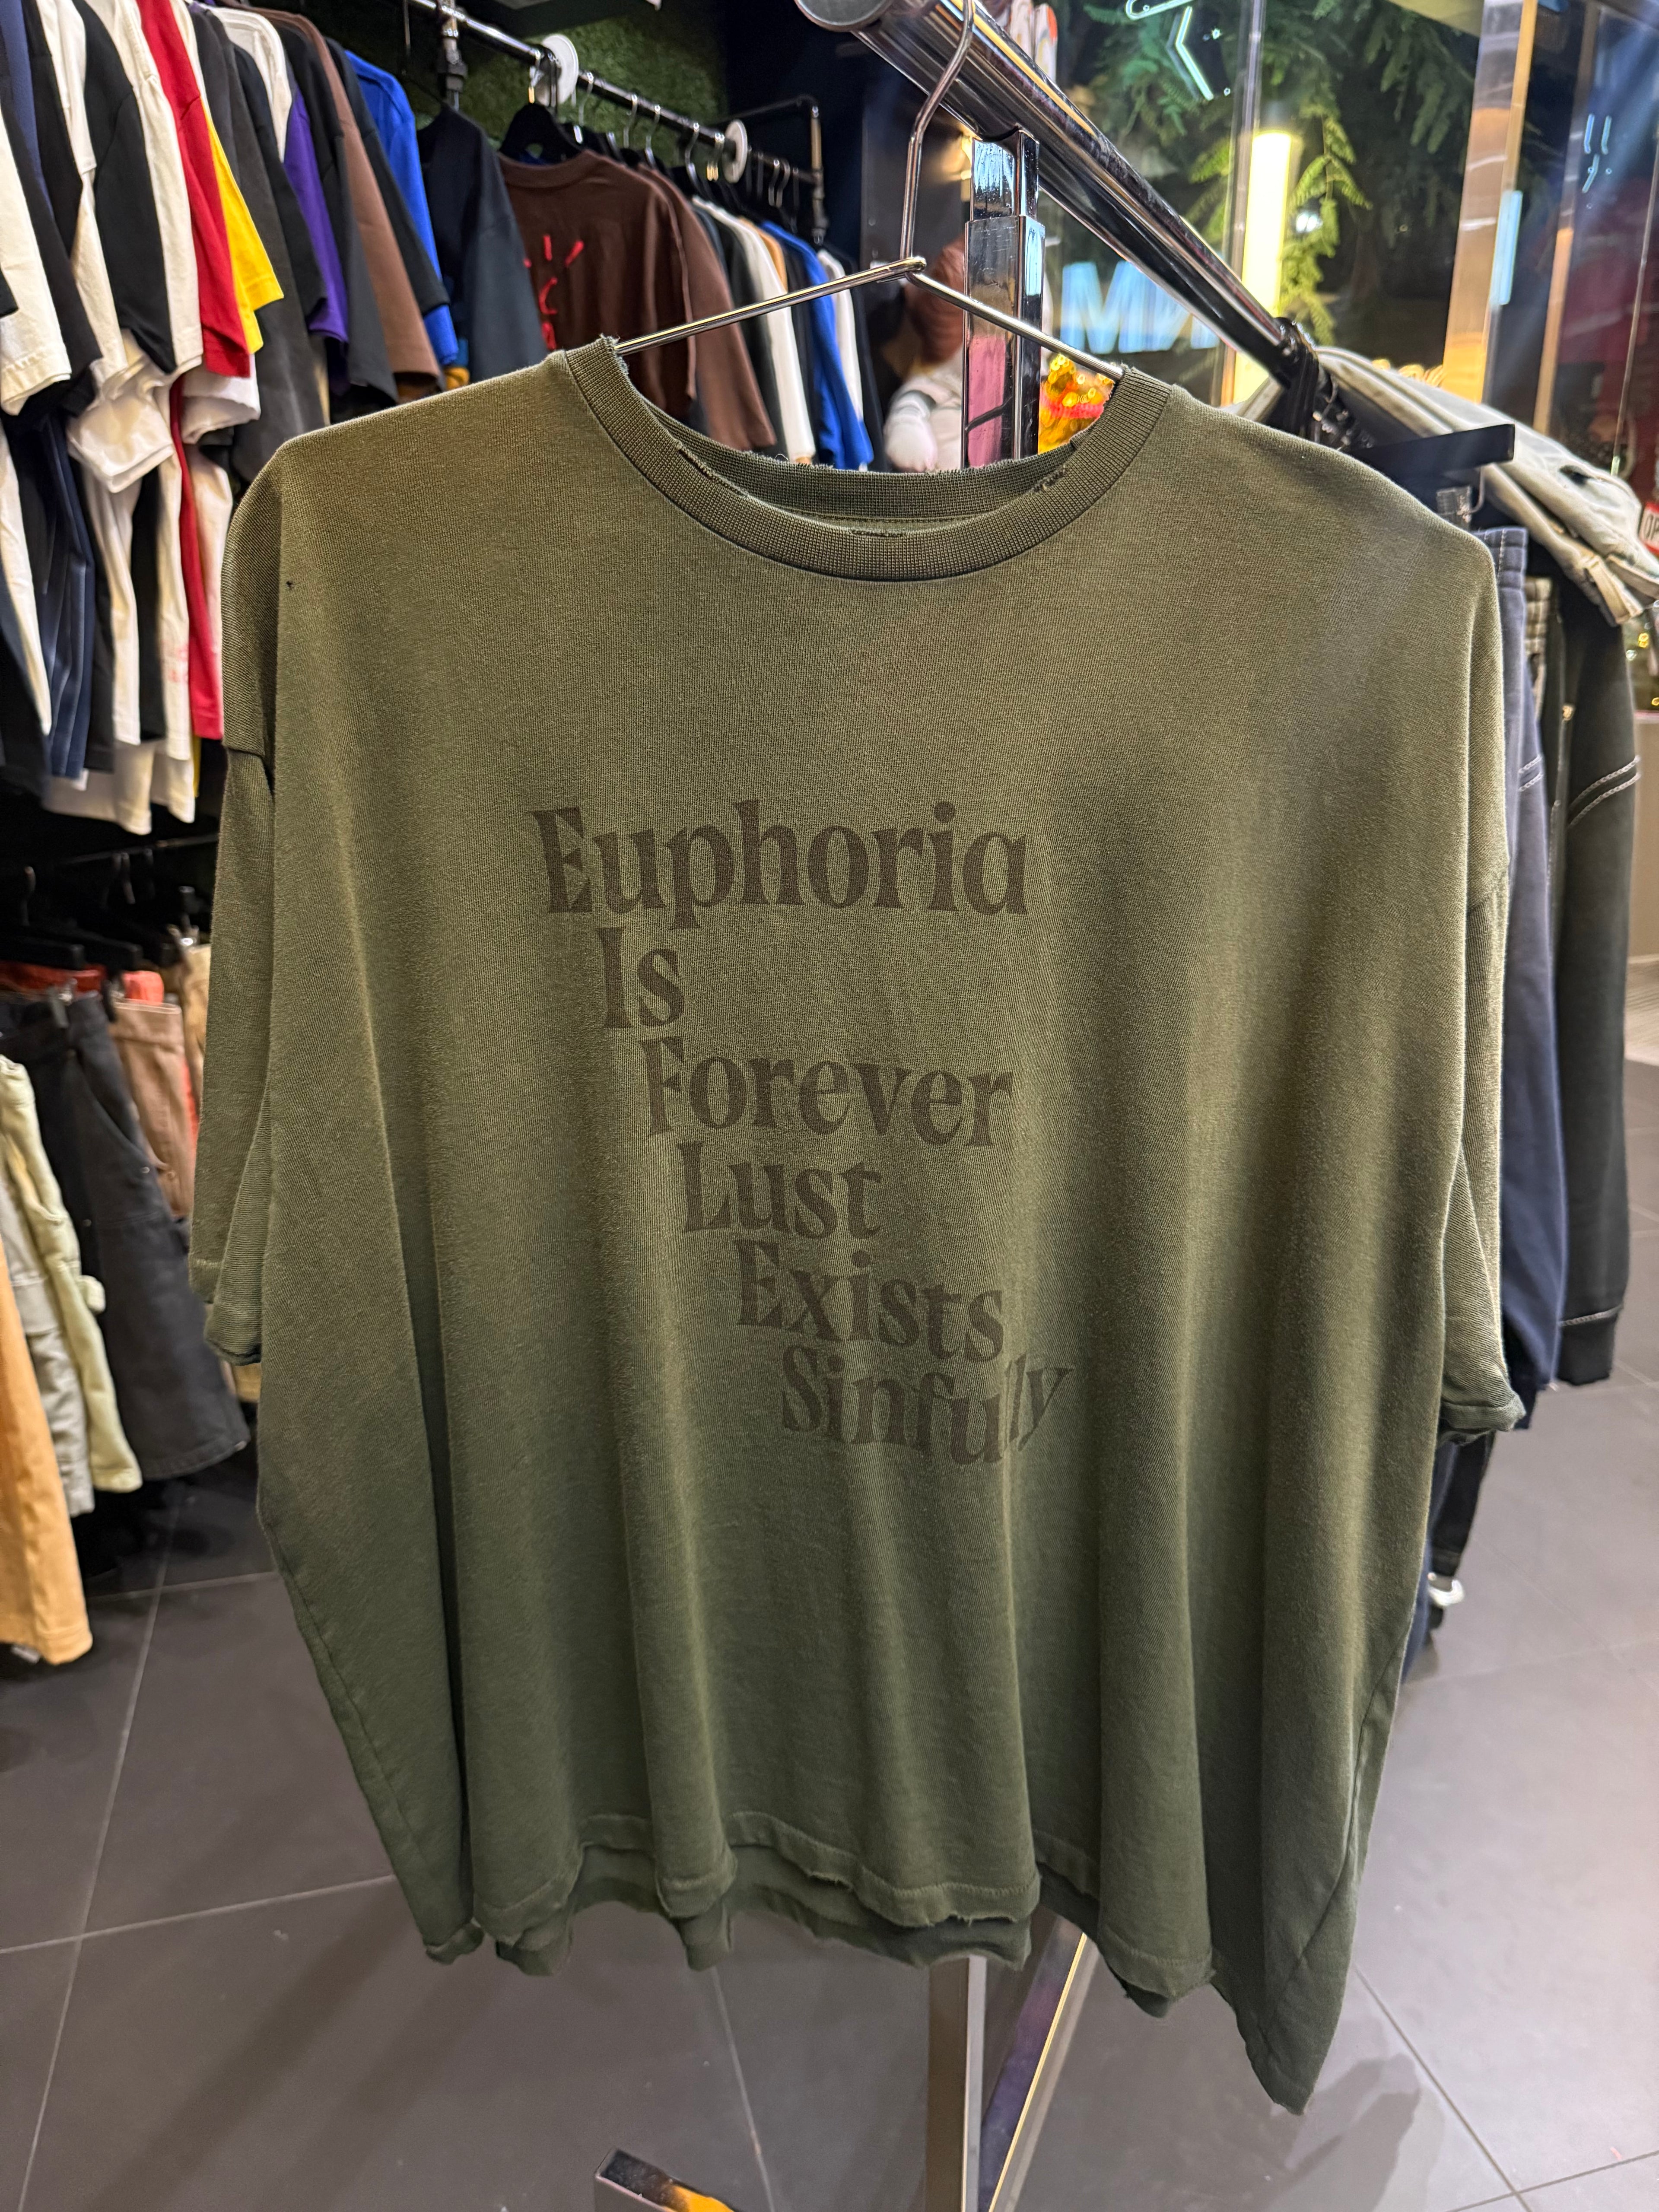 Euphoria
Is
Forever
Lust
Exists
Sinfully